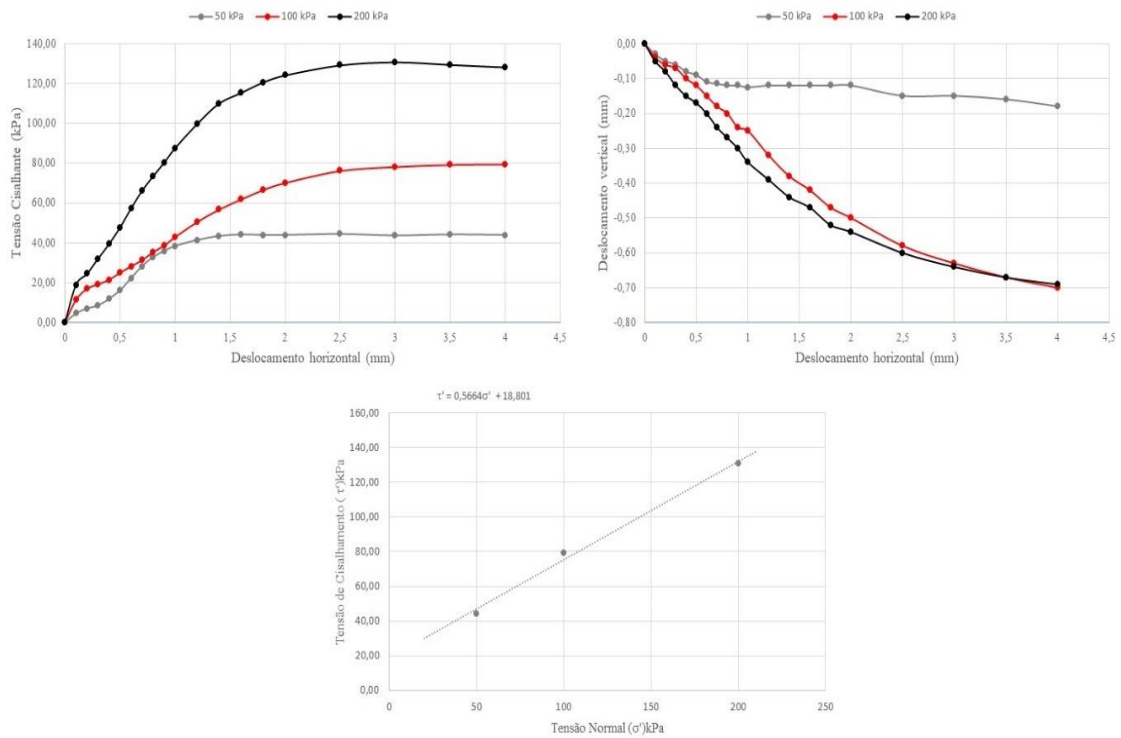 50 kPa 100 kPa 200 kPa
140,00
120,00
100,00
80,00
60,00
40,00
20,00
0,00
Tensão Cisalhante (kPa)
0 0,5 1 1,5 2 2,5 3 3,5 4 4,5
Deslocamento horizontal (mm)
50 kPa 100 kPa 200 kPa
0,00
-0,10
-0,20
-0,30
-0,40
-0,50
-0,60
-0,70
-0,80
Deslocamento vertical (mm)
0 0,5 1 1,5 2 2,5 3 3,5 4 4,5
Deslocamento horizontal (mm)
τ' = 0,5664σ' + 18,801
160,00
140,00
120,00
100,00
80,00
60,00
40,00
20,00
0,00
Tensão de Cisalhamento ( τ')kPa
0 50 100 150 200 250
Tensão Normal (σ')kPa